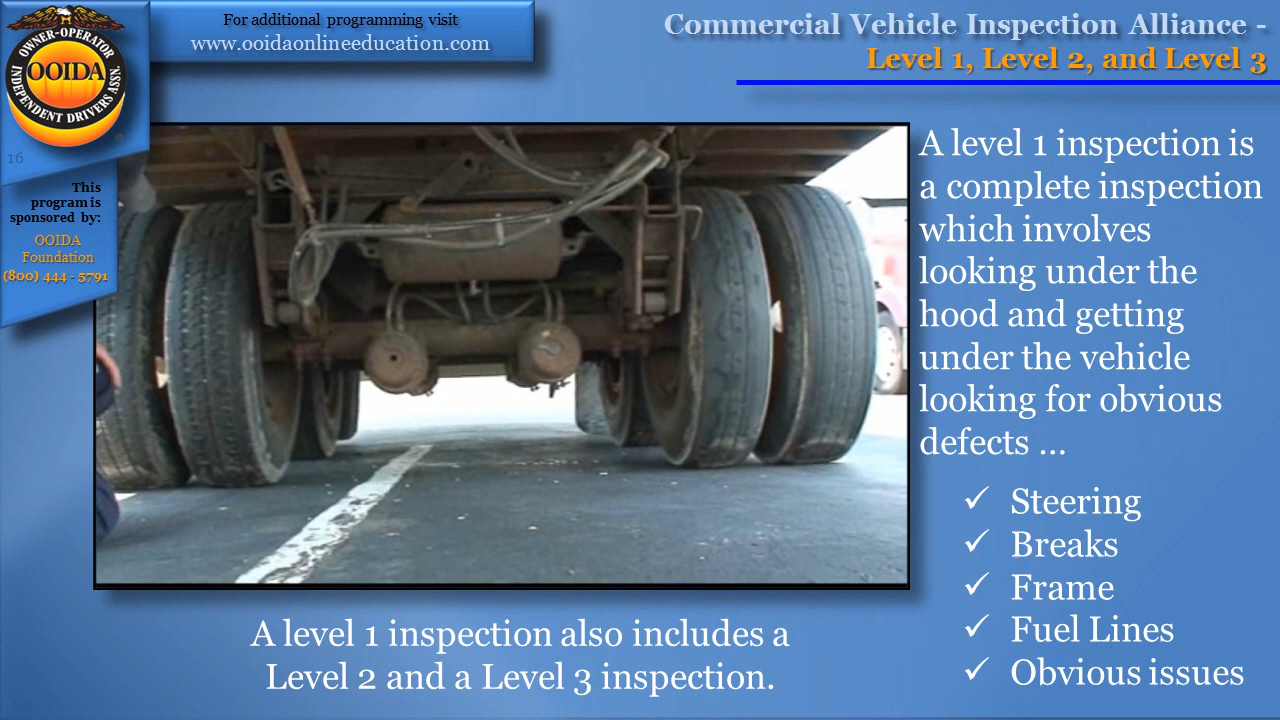 OWNER-OPERATOR
OOIDA
INDEPENDENT DRIVERS ASSN.
®
16
This
program is
sponsored by:
OOIDA
Foundation
(800) 444 - 5791
For additional programming visit
www.ooidaonlineeducation.com
Commercial Vehicle Inspection Alliance -
Level 1, Level 2, and Level 3
A level 1 inspection is
a complete inspection
which involves
looking under the
hood and getting
under the vehicle
looking for obvious
defects ...
✓ Steering
✓ Breaks
✓ Frame
✓ Fuel Lines
✓ Obvious issues
A level 1 inspection also includes a
Level 2 and a Level 3 inspection.